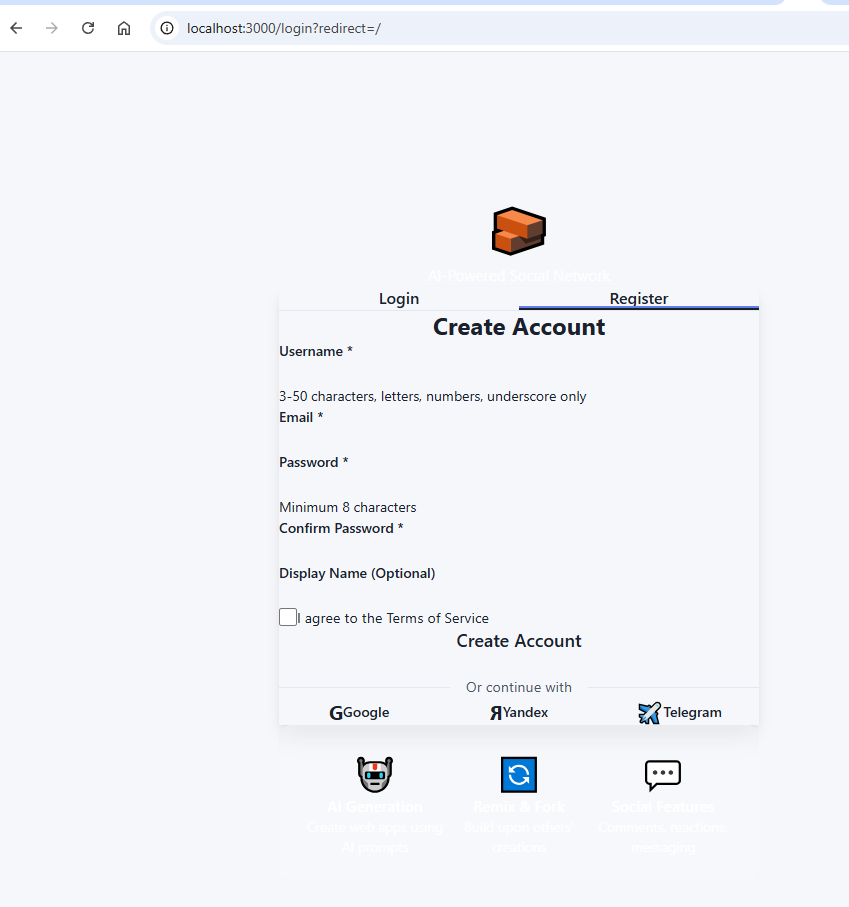 localhost:3000/login?redirect=/
AI-Powered Social Network
Login Register
Create Account
Username *
3-50 characters, letters, numbers, underscore only
Email *
Password *
Minimum 8 characters
Confirm Password *
Display Name (Optional)
I agree to the Terms of Service
Create Account
Or continue with
G Google Я Yandex Telegram
AI Generation Remix & Fork Social Features
Create web apps using Build upon others' Comments, reactions,
AI prompts creations messaging